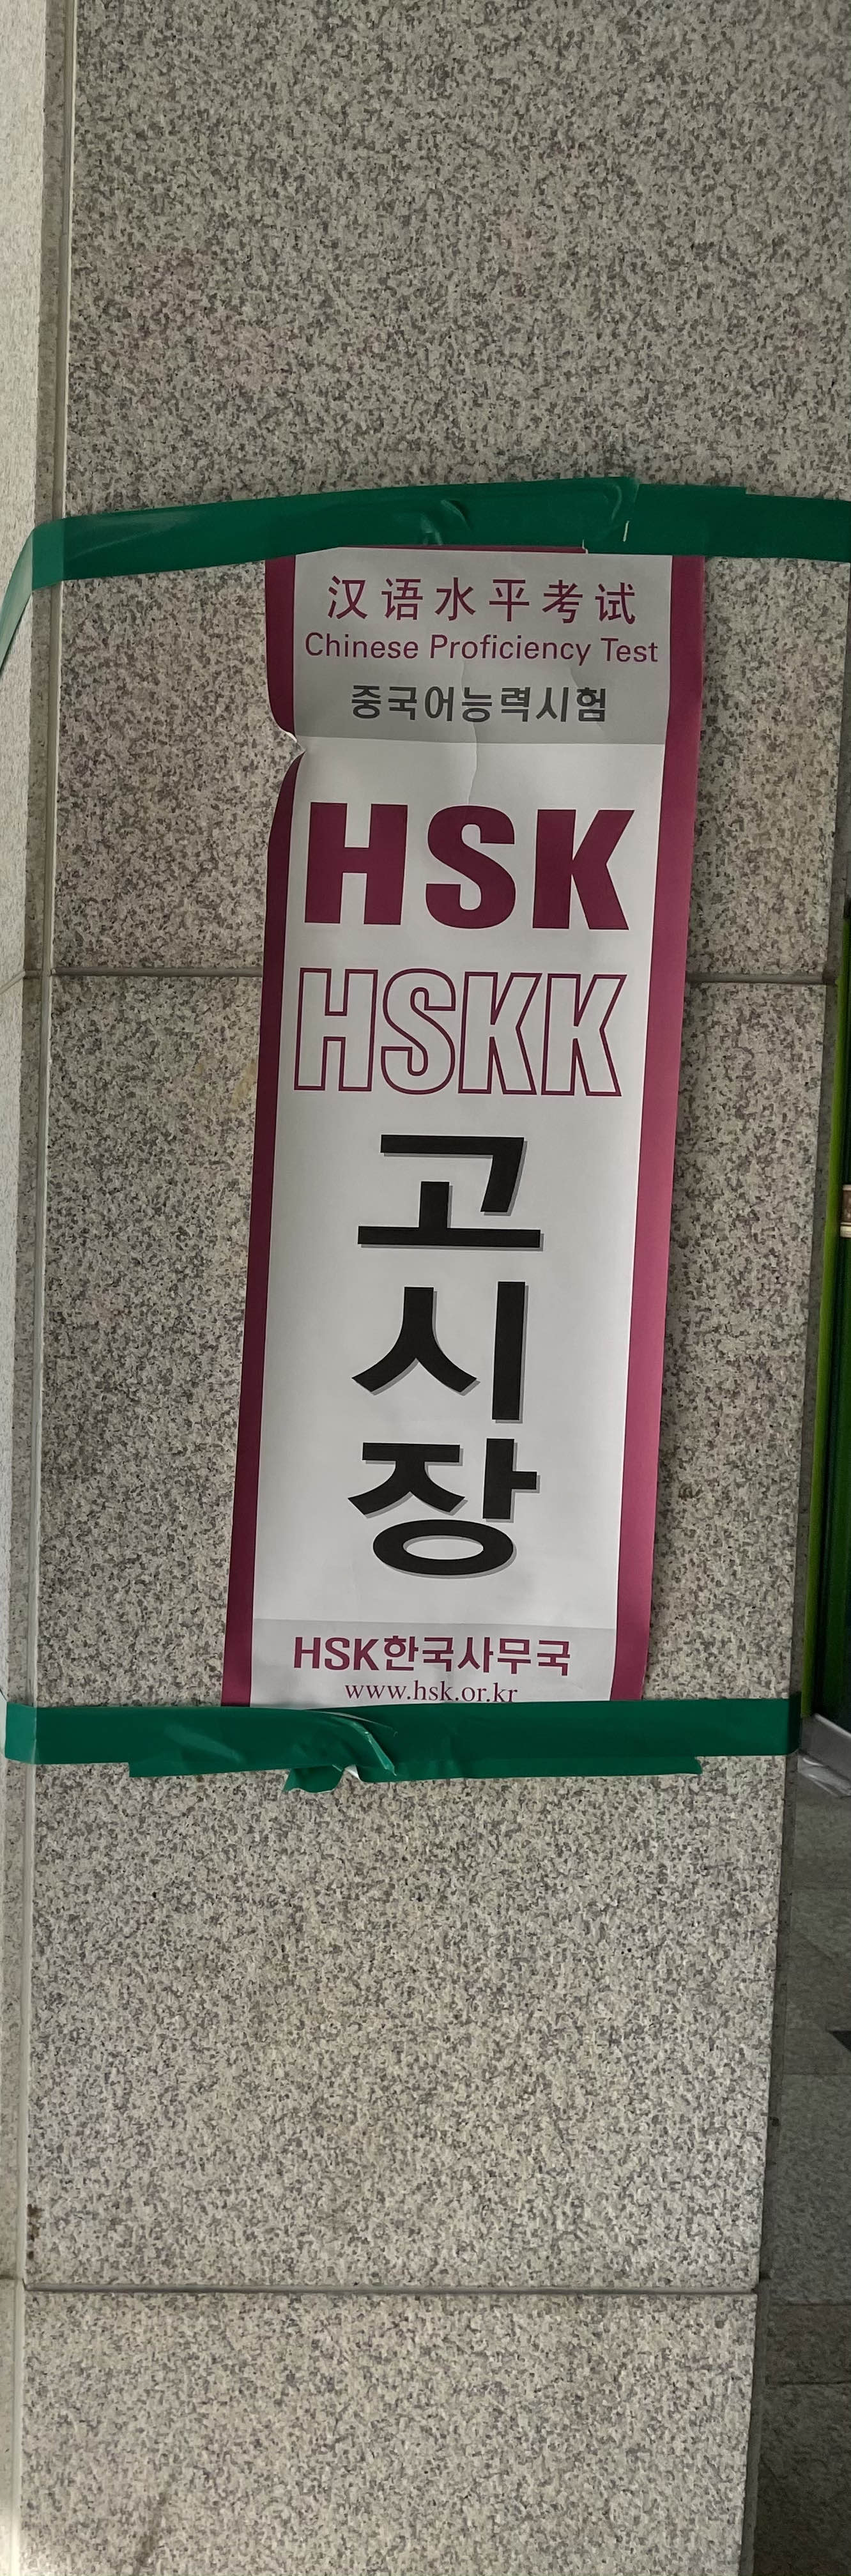 汉语水平考试
Chinese Proficiency Test
중국어능력시험
HSK
HSKK
고
시
장
HSK한국사무국
www.hsk.or.kr